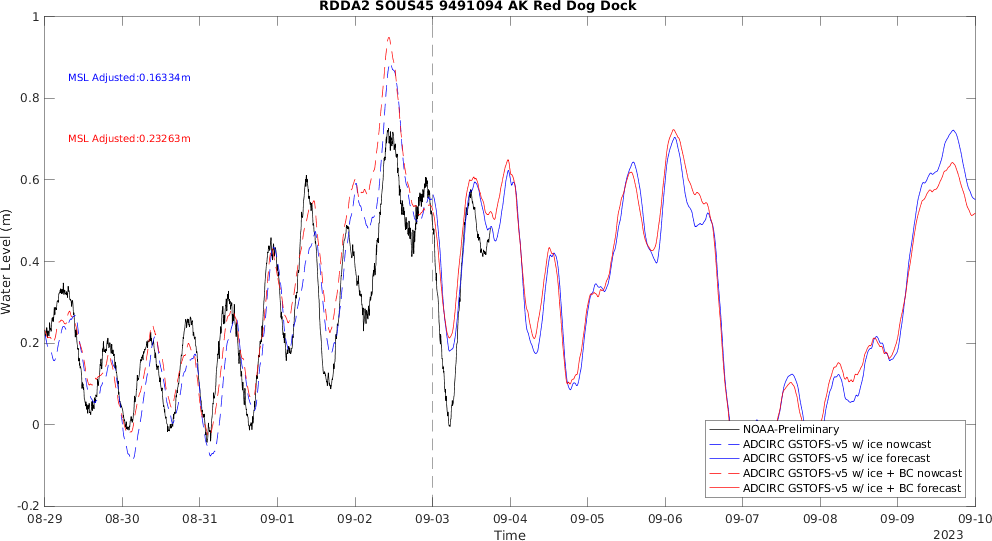 RDDA2 SOUS45 9491094 AK Red Dog Dock
MSL Adjusted:0.16334m
MSL Adjusted:0.23263m
Water Level (m)
1
0.8
0.6
0.4
0.2
0
-0.2
NOAA-Preliminary
ADCIRC GSTOFS-v5 w/ ice nowcast
ADCIRC GSTOFS-v5 w/ ice forecast
ADCIRC GSTOFS-v5 w/ ice + BC nowcast
ADCIRC GSTOFS-v5 w/ ice + BC forecast
08-29 08-30 08-31 09-01 09-02 09-03 09-04 09-05 09-06 09-07 09-08 09-09 09-10
Time
2023